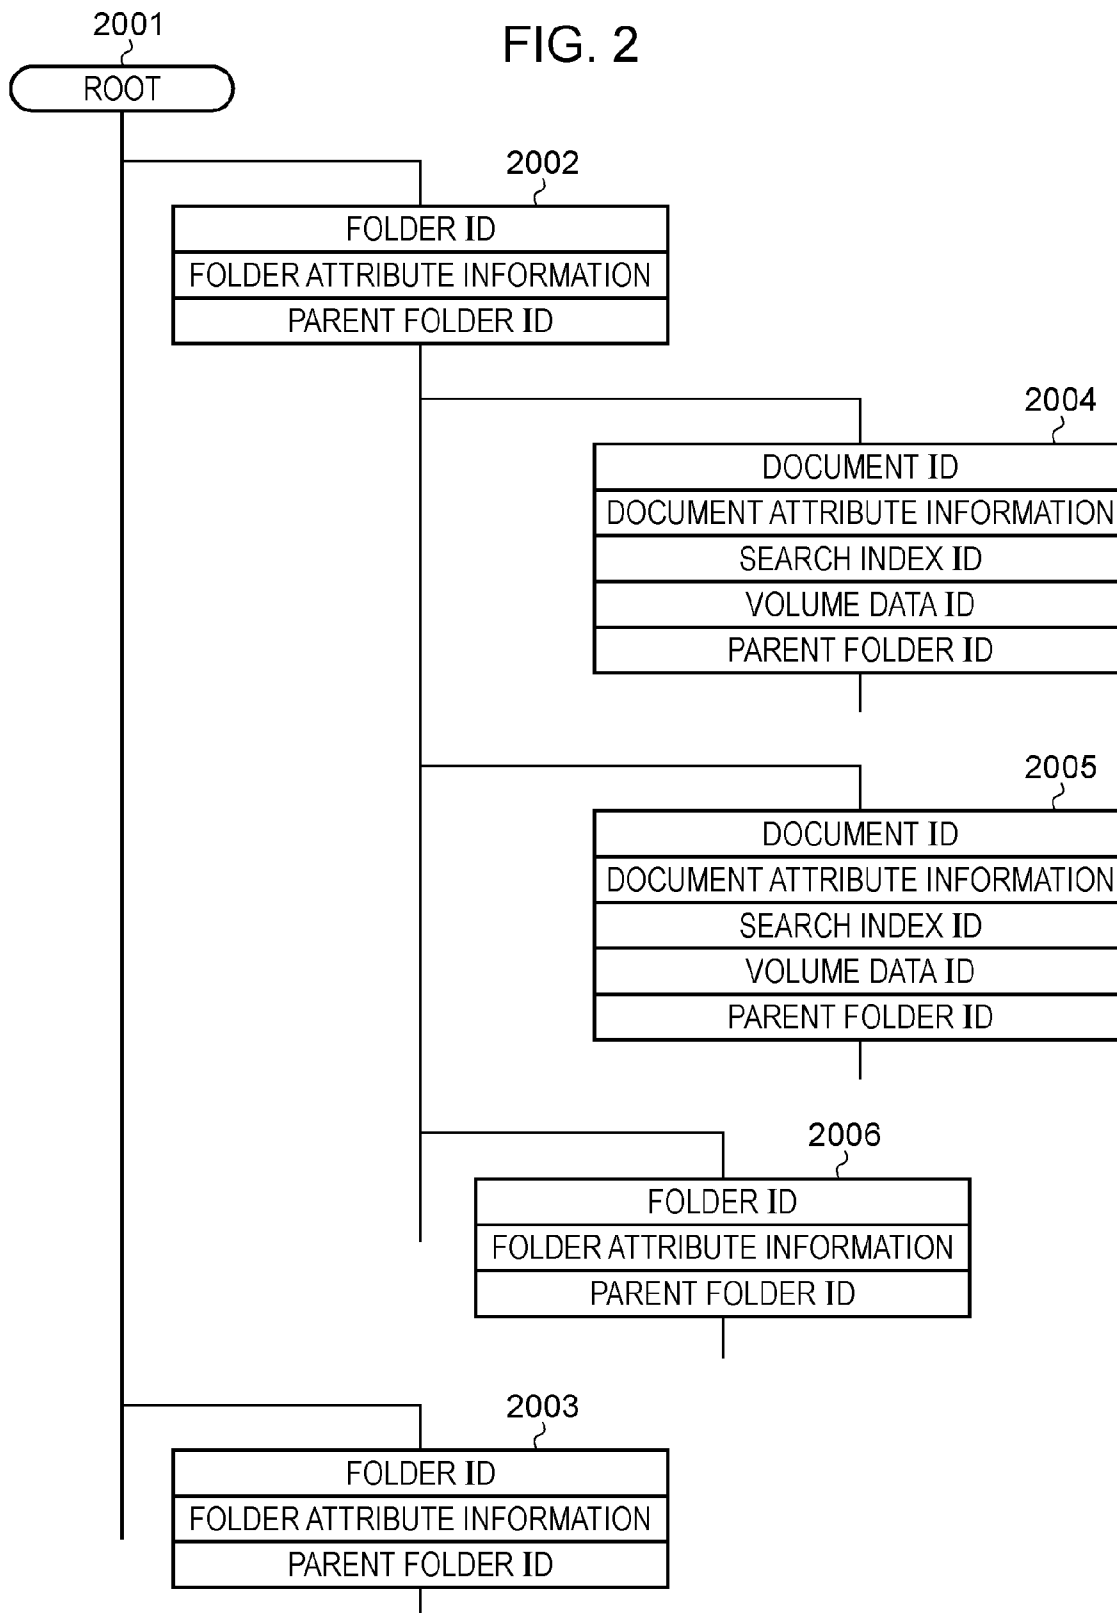 2001
FIG. 2
ROOT
2002
FOLDER ID
FOLDER ATTRIBUTE INFORMATION
PARENT FOLDER ID
2004
DOCUMENT ID
DOCUMENT ATTRIBUTE INFORMATION
SEARCH INDEX ID
VOLUME DATA ID
PARENT FOLDER ID
2005
DOCUMENT ID
DOCUMENT ATTRIBUTE INFORMATION
SEARCH INDEX ID
VOLUME DATA ID
PARENT FOLDER ID
2006
FOLDER ID
FOLDER ATTRIBUTE INFORMATION
PARENT FOLDER ID
2003
FOLDER ID
FOLDER ATTRIBUTE INFORMATION
PARENT FOLDER ID